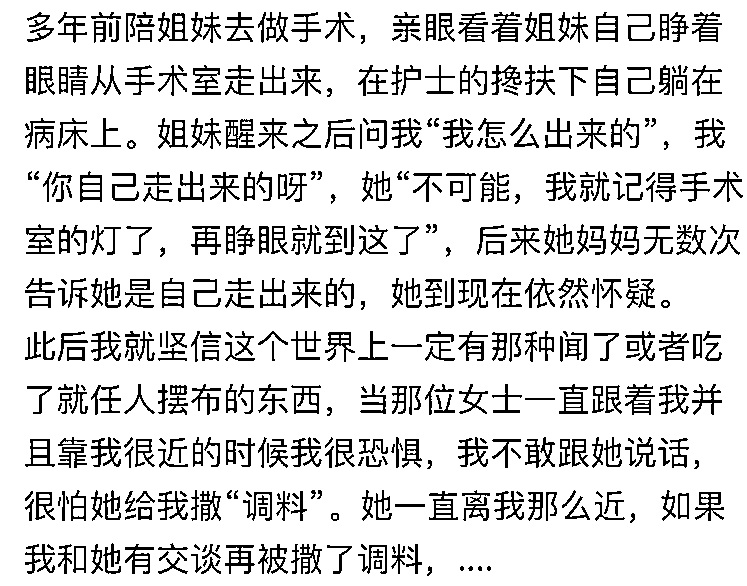 多年前陪姐妹去做手术，亲眼看着姐妹自己睁着
眼睛从手术室走出来，在护士的搀扶下自己躺在
病床上。姐妹醒来之后问我“我怎么出来的”，我
“你自己走出来的呀”，她“不可能，我就记得手术
室的灯了，再睁眼就到这了”，后来她妈妈无数次
告诉她是自己走出来的，她到现在依然怀疑。
此后我就坚信这个世界上一定有那种闻了或者吃
了就任人摆布的东西，当那位女士一直跟着我并
且靠我很近的时候我很恐惧，我不敢跟她说话，
很怕她给我撒“调料”。她一直离我那么近，如果
我和她有交谈再被撒了调料，....